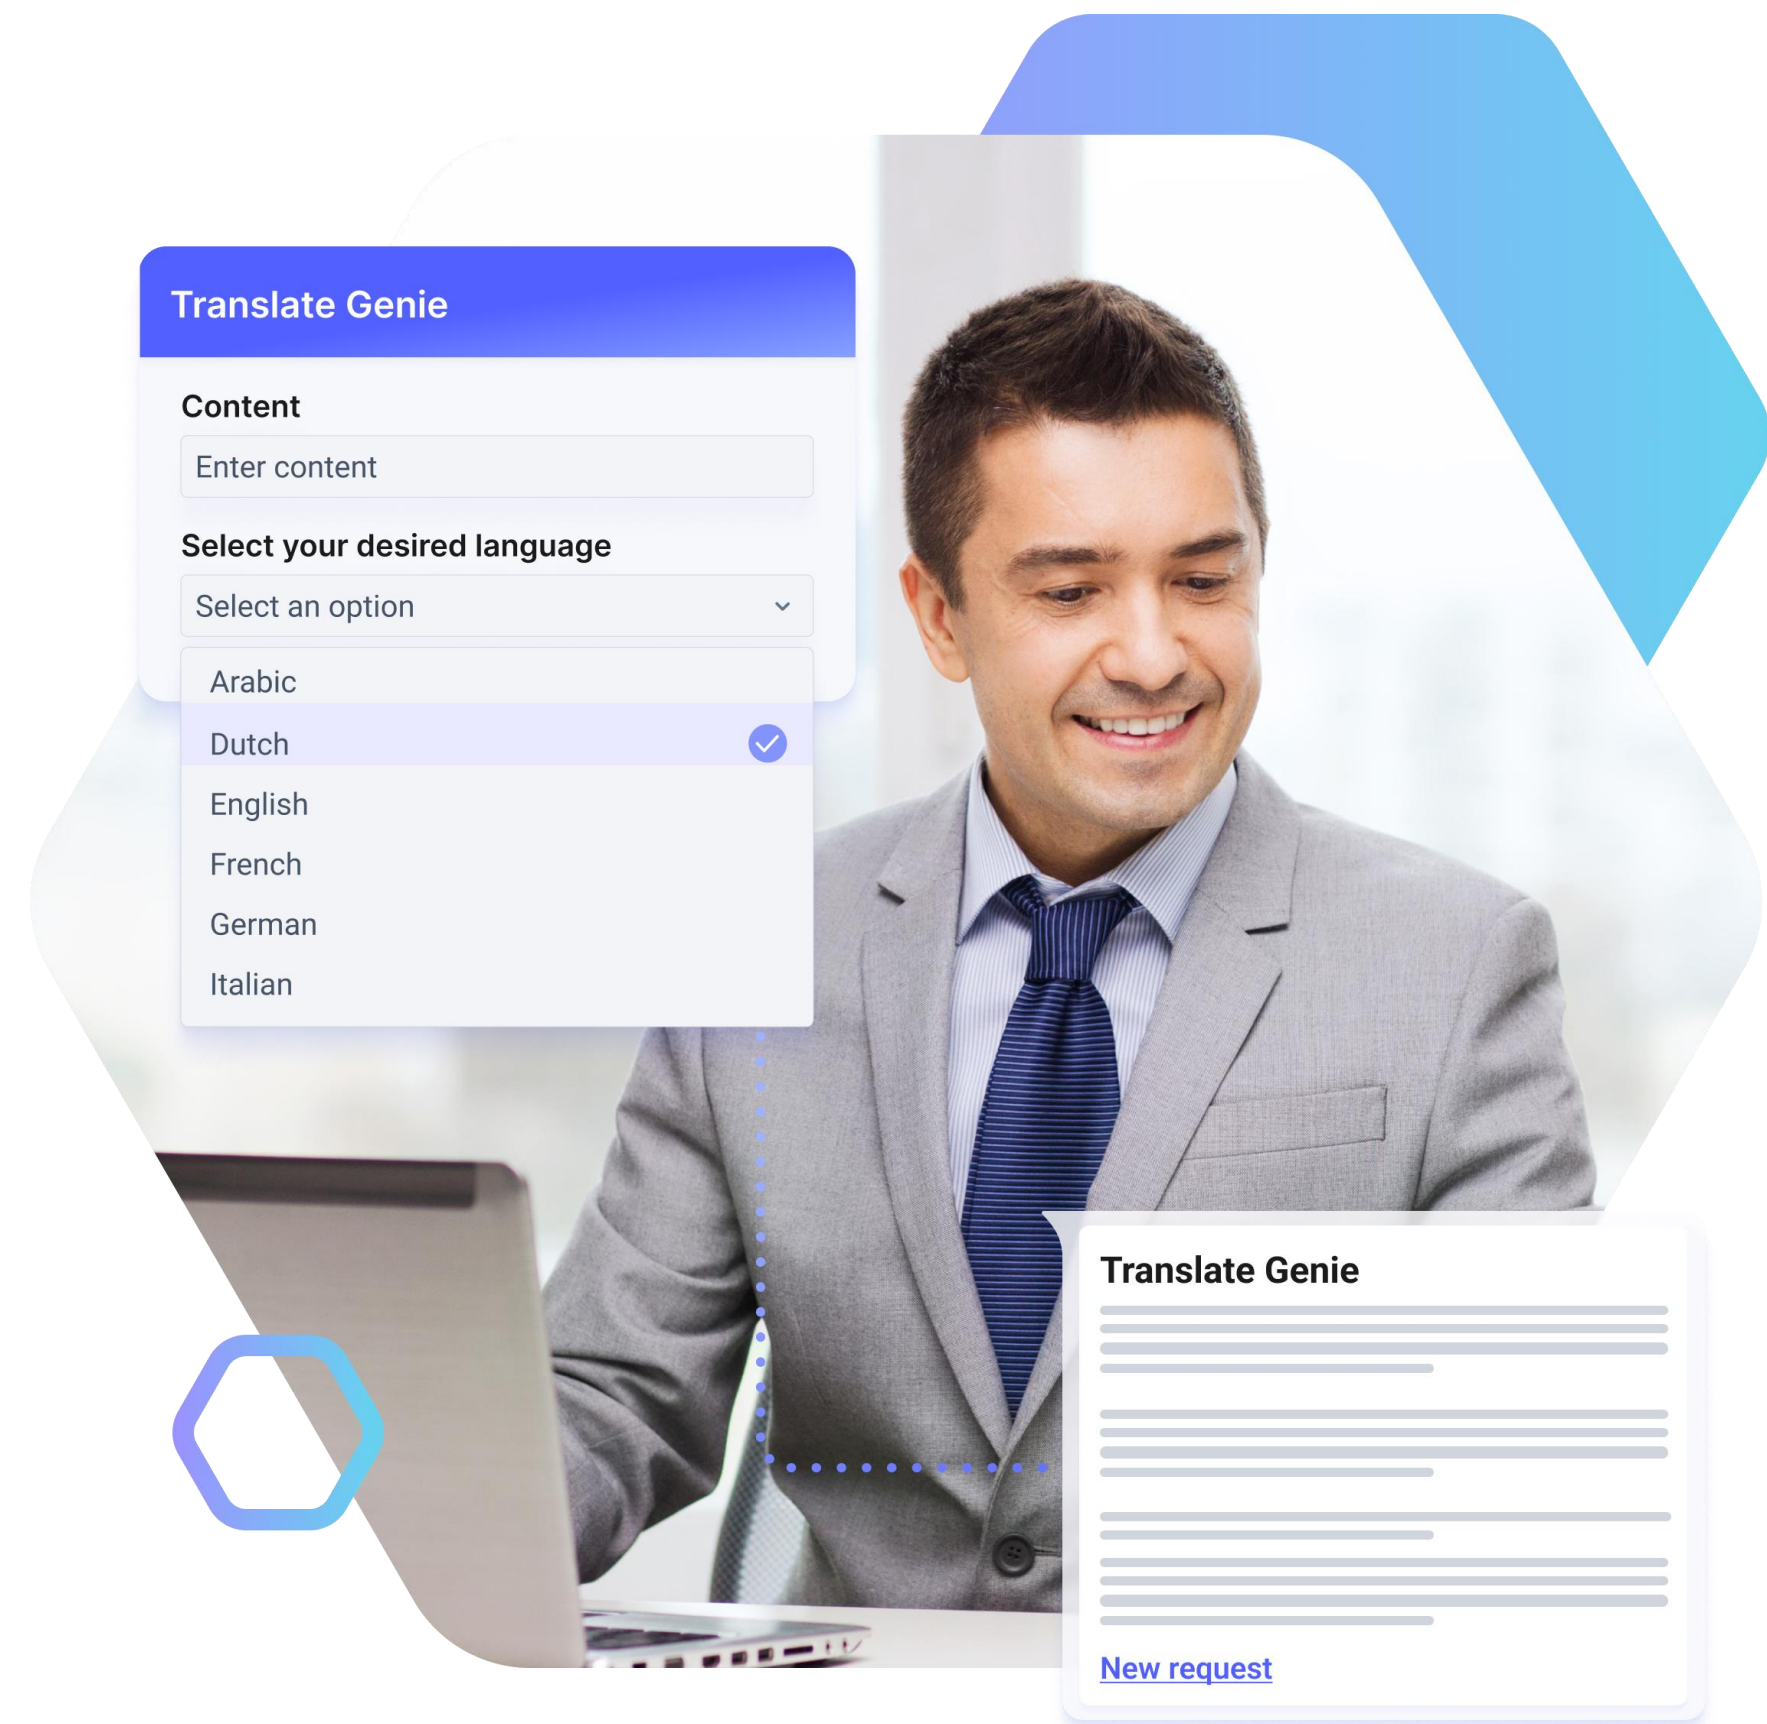 Translate Genie
Content
Enter content
Select your desired language
Select an option
Arabic
Dutch
English
French
German
Italian
Translate Genie
New request